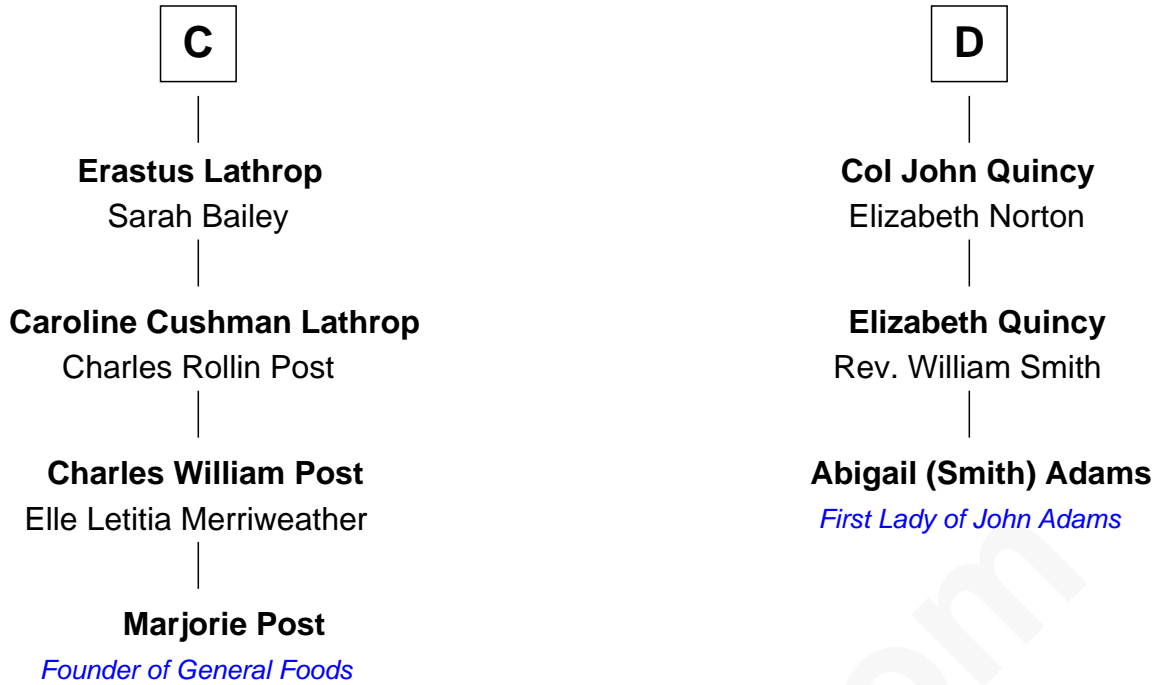 C
Erastus Lathrop
Sarah Bailey
Caroline Cushman Lathrop
Charles Rollin Post
Charles William Post
Elle Letitia Merriweather
Marjorie Post
Founder of General Foods
D
Col John Quincy
Elizabeth Norton
Elizabeth Quincy
Rev. William Smith
Abigail (Smith) Adams
First Lady of John Adams
om